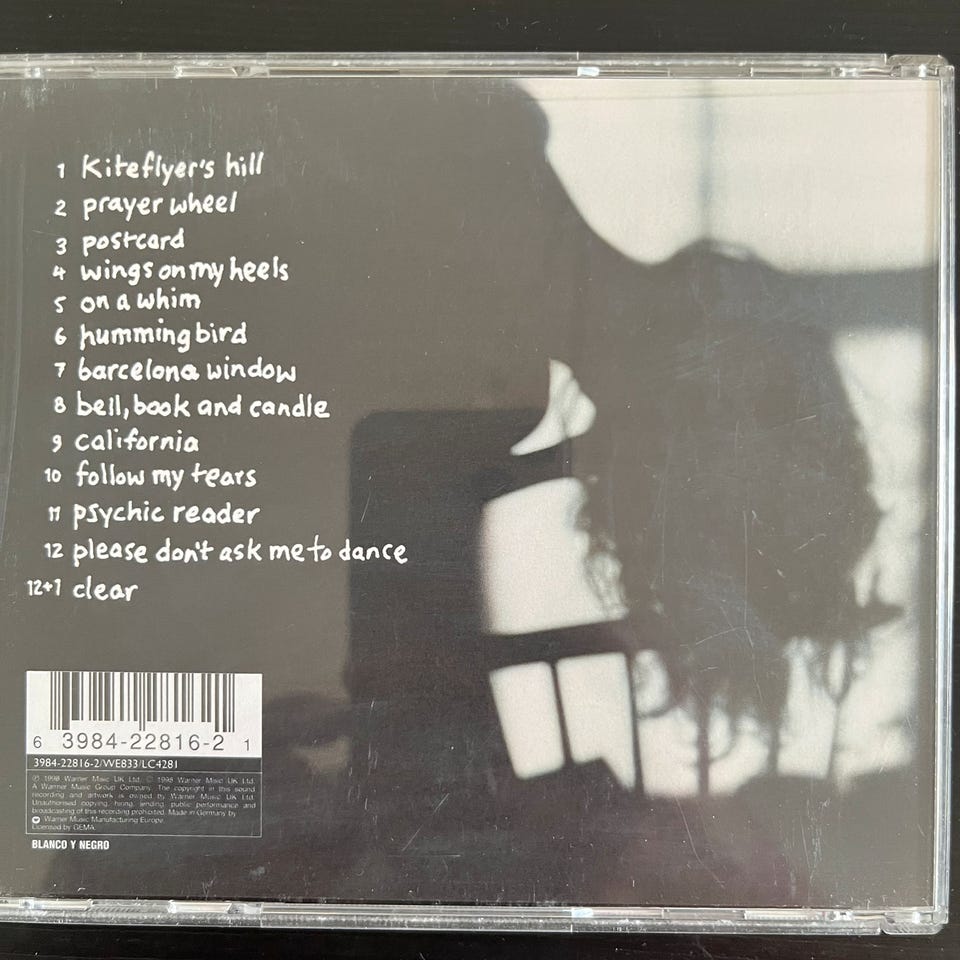 1 Kiteflyer's hill
2 prayer wheel
3 postcard
4 wings on my heels
5 on a whim
6 humming bird
7 barcelona window
8 bell, book and candle
9 california
10 follow my tears
11 psychic reader
12 please don't ask me to dance
12+1 clear
6 3984-22816-2 1
3984-22816-2/WE833/LC4281
℗ 1998 Warner Music UK Ltd. © 1998 Warner Music UK Ltd.
A Warner Music Group Company. The copyright in this sound
recording and artwork is owned by Warner Music UK Ltd.
Unauthorised copying, hiring, lending, public performance and
broadcasting of this recording prohibited. Made in Germany by
Warner Music Manufacturing Europe.
Licensed by GEMA.
BLANCO Y NEGRO